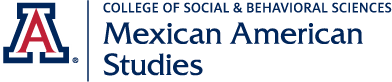 COLLEGE OF SOCIAL & BEHAVIORAL SCIENCES
A®
Mexican American
Studies